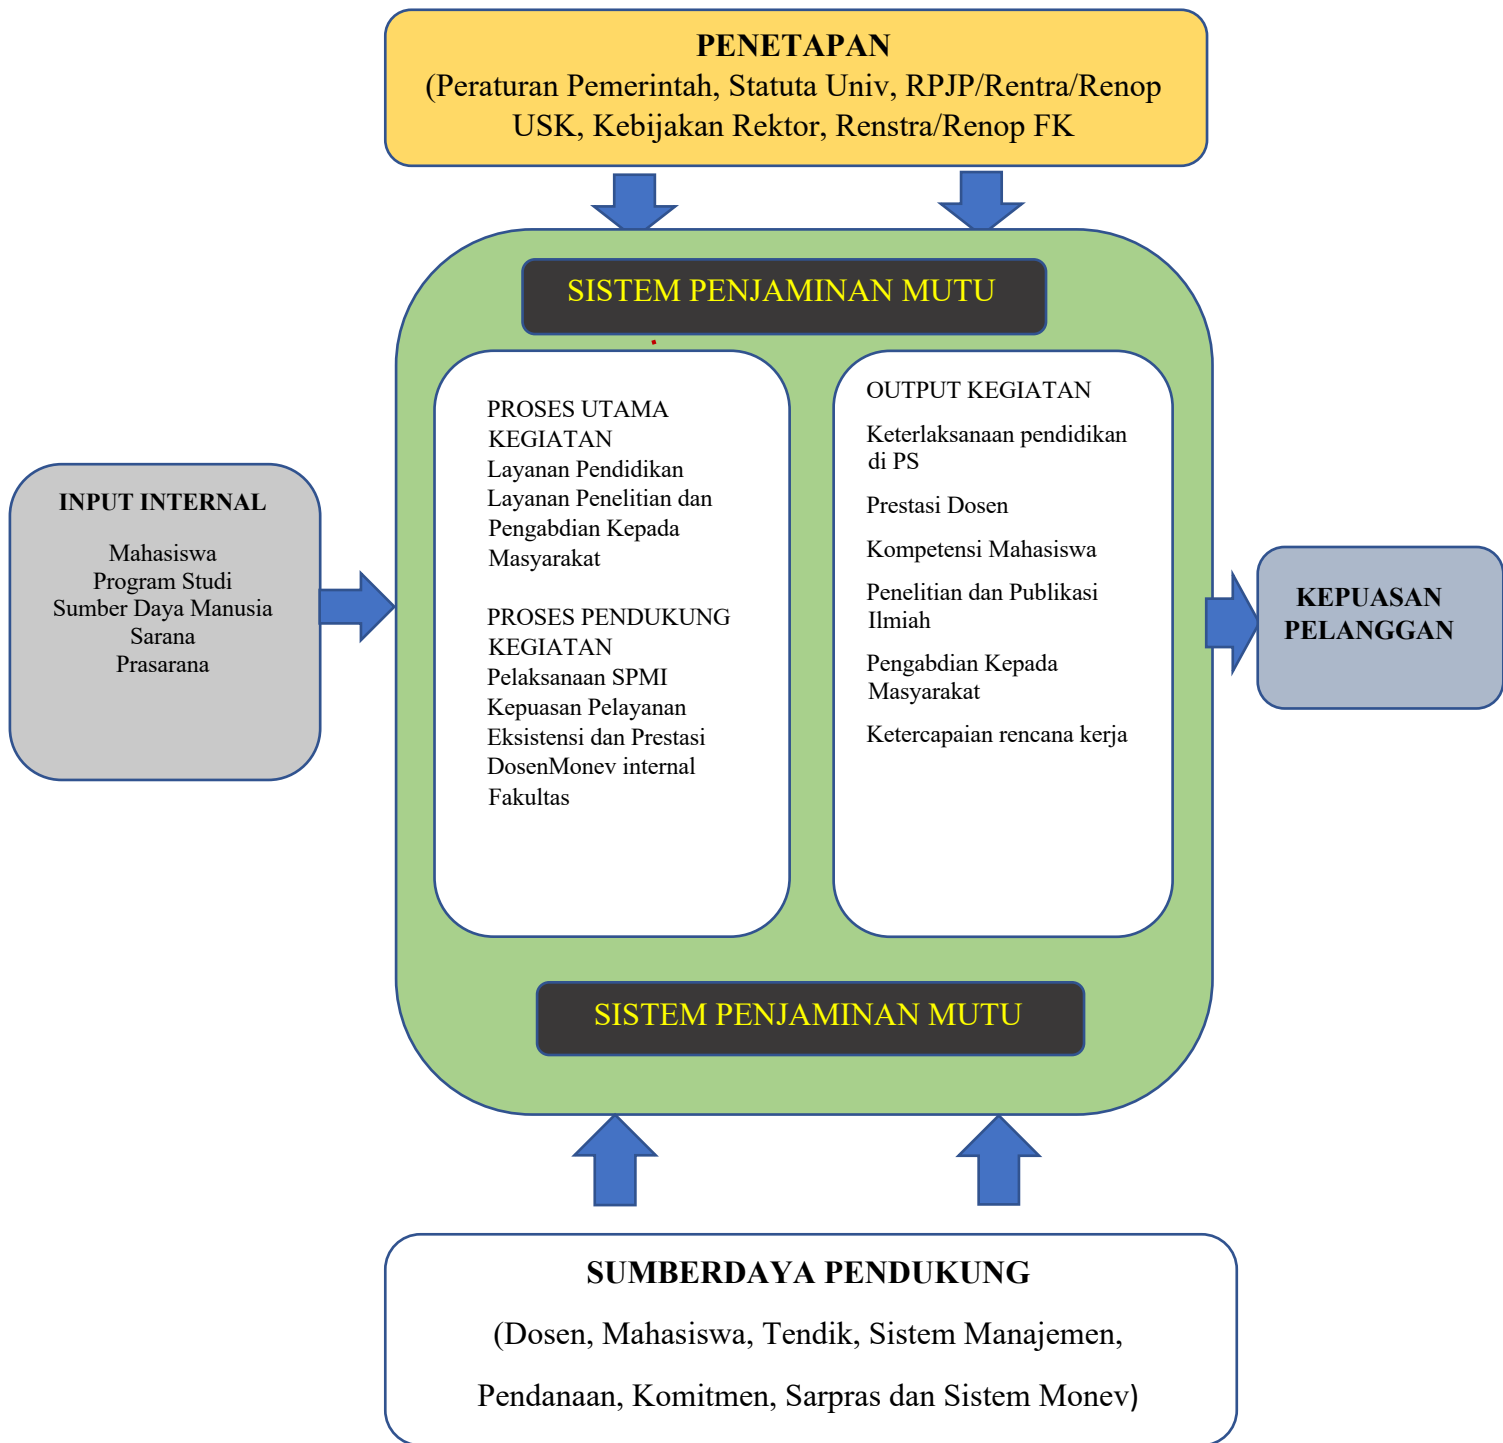 PENETAPAN
(Peraturan Pemerintah, Statuta Univ, RPJP/Rentra/Renop
USK, Kebijakan Rektor, Renstra/Renop FK
SISTEM PENJAMINAN MUTU
INPUT INTERNAL
Mahasiswa
Program Studi
Sumber Daya Manusia
Sarana
Prasarana
PROSES UTAMA
KEGIATAN
Layanan Pendidikan
Layanan Penelitian dan
Pengabdian Kepada
Masyarakat
PROSES PENDUKUNG
KEGIATAN
Pelaksanaan SPMI
Kepuasan Pelayanan
Eksistensi dan Prestasi
DosenMonev internal
Fakultas
OUTPUT KEGIATAN
Keterlaksanaan pendidikan
di PS
Prestasi Dosen
Kompetensi Mahasiswa
Penelitian dan Publikasi
Ilmiah
Pengabdian Kepada
Masyarakat
Ketercapaian rencana kerja
KEPUASAN
PELANGGAN
SISTEM PENJAMINAN MUTU
SUMBERDAYA PENDUKUNG
(Dosen, Mahasiswa, Tendik, Sistem Manajemen,
Pendanaan, Komitmen, Sarpras dan Sistem Monev)